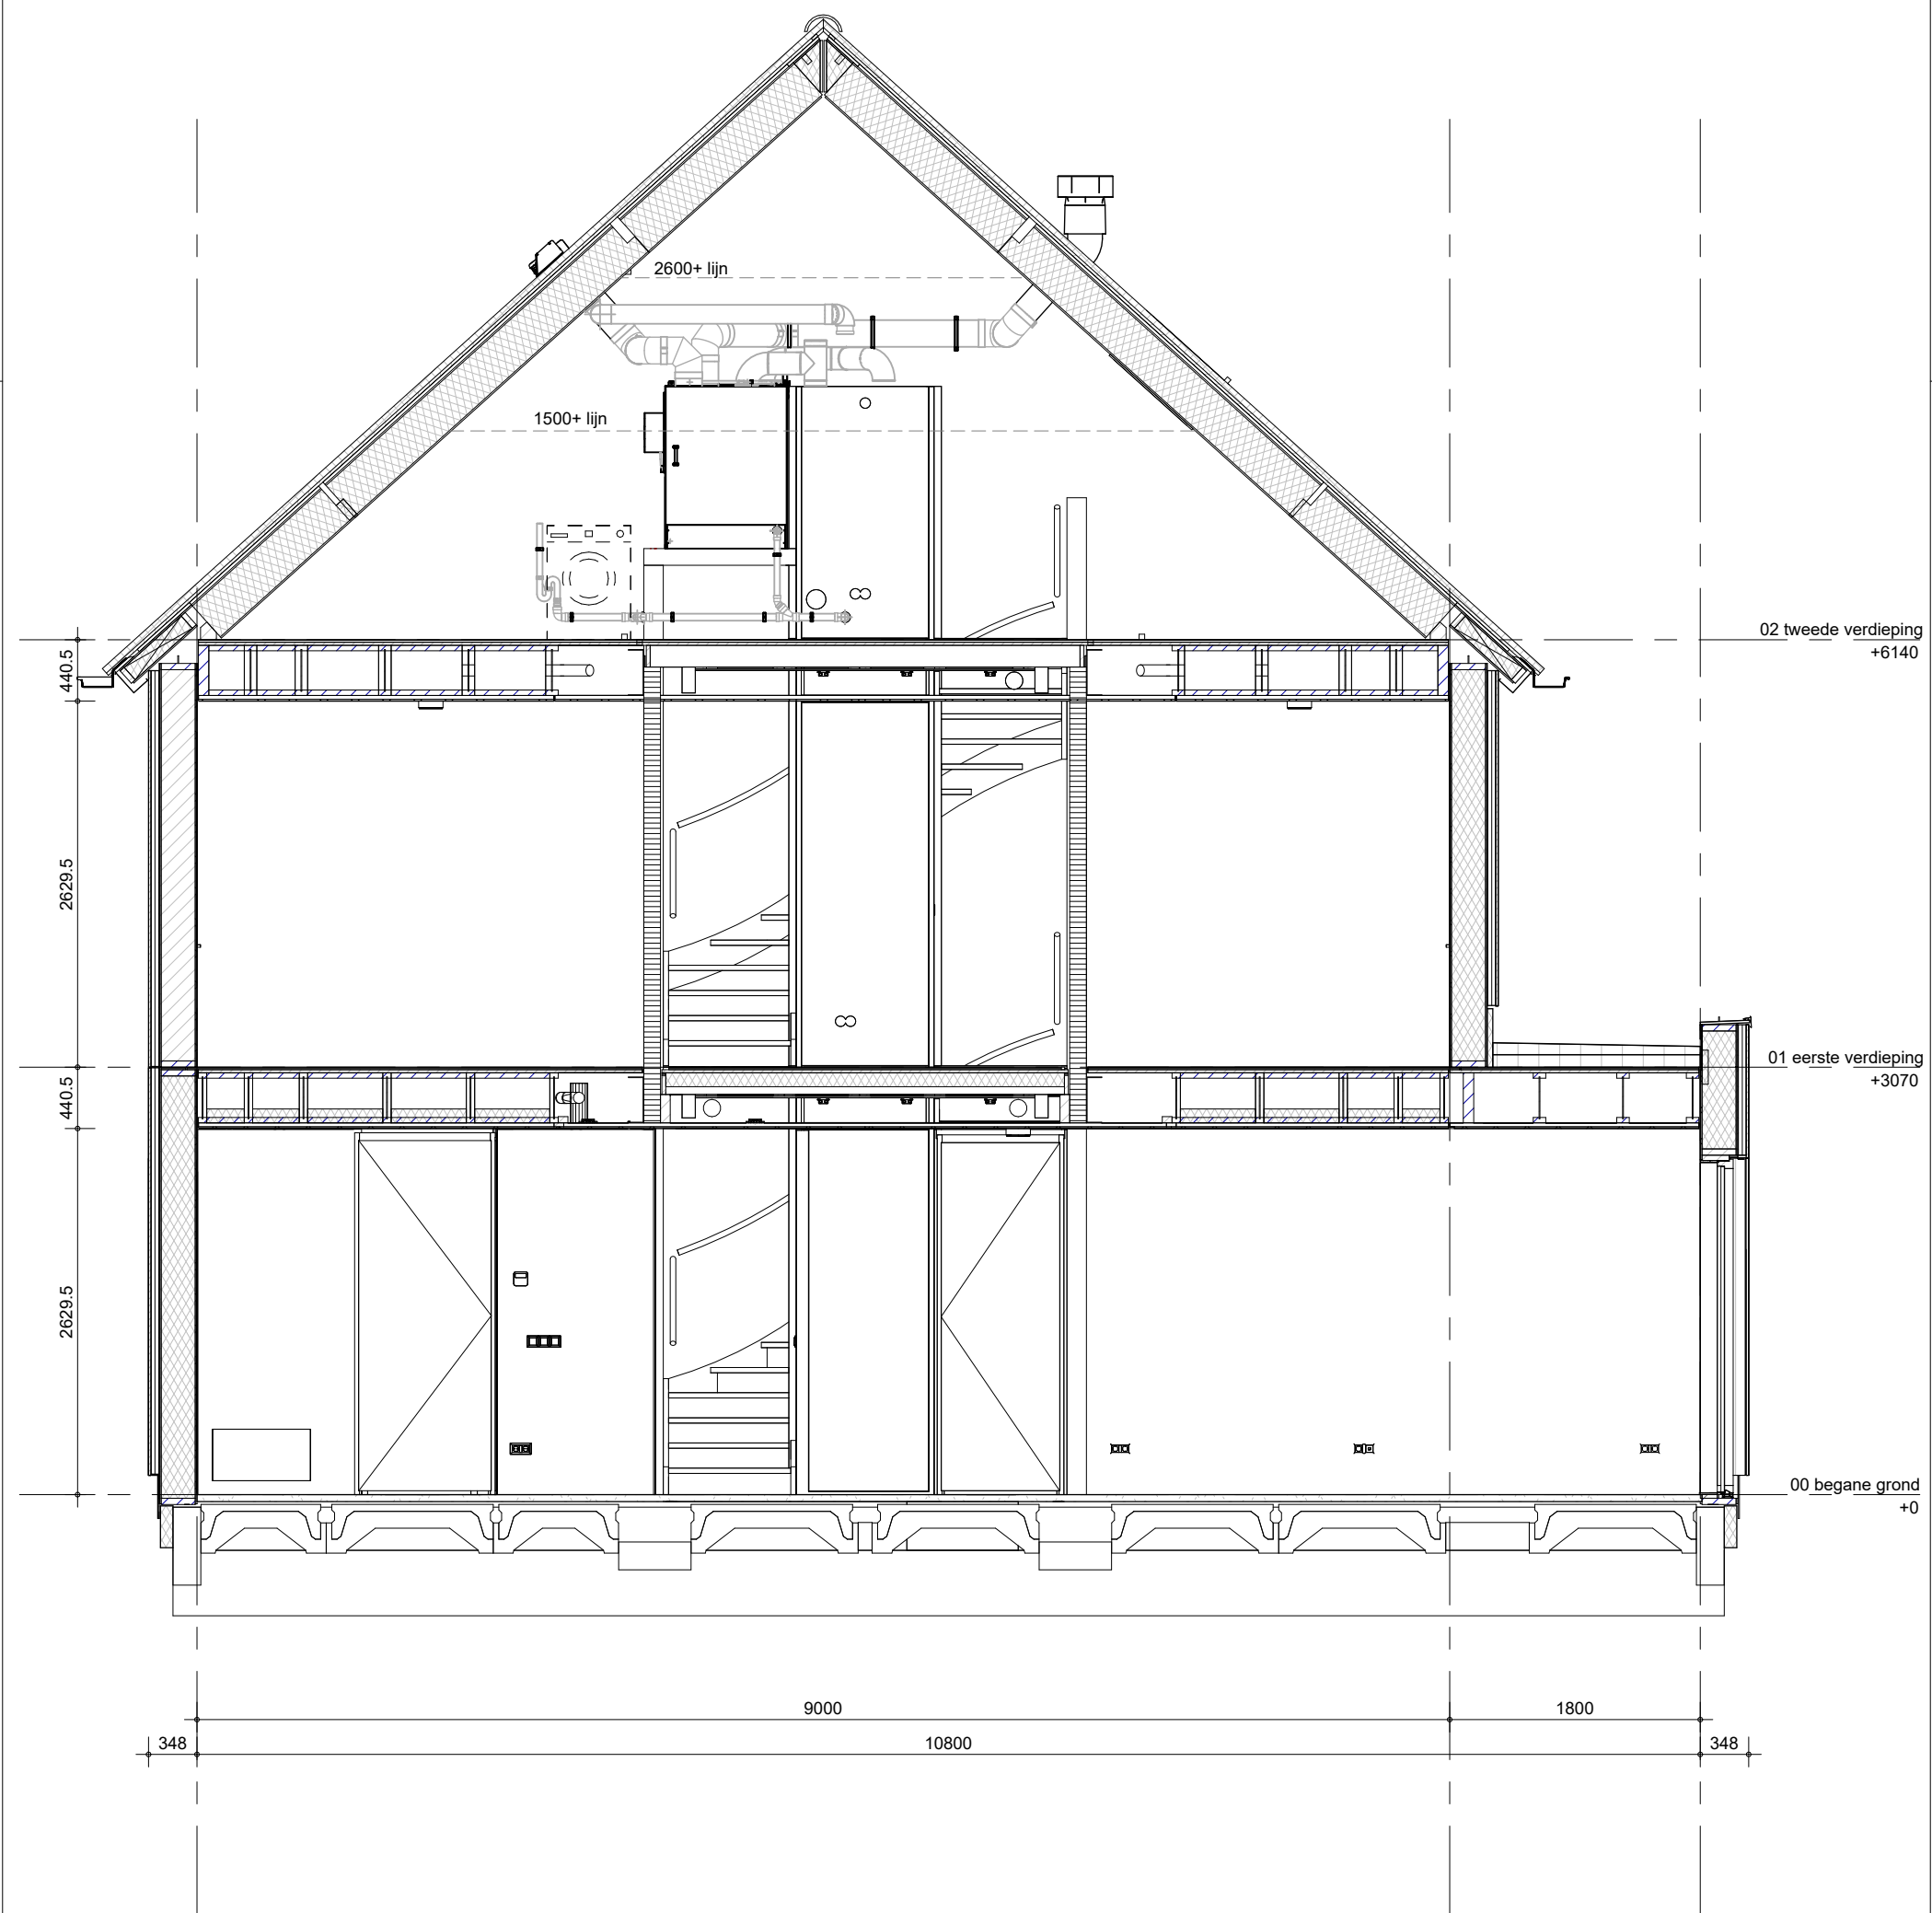 2600+ lijn
1500+ lijn
02 tweede verdieping
+6140
440.5
2629.5
01 eerste verdieping
+3070
440.5
2629.5
00 begane grond
+0
9000
1800
348
10800
348